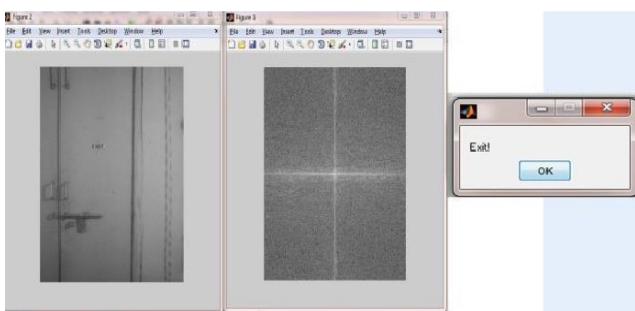 Figure 2
File Edit View Insert Tools Desktop Window Help
EXIT
Figure 3
File Edit View Insert Tools Desktop Window Help
Exit!
OK